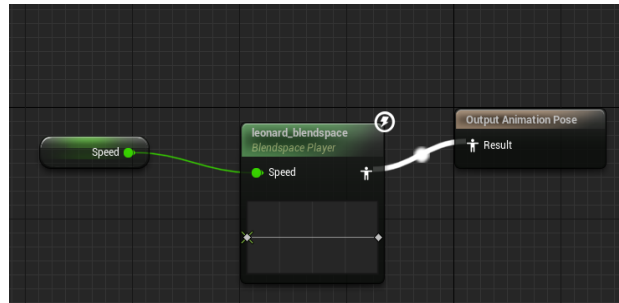 Speed
leonard_blendspace
Blendspace Player
Speed
Output Animation Pose
Result